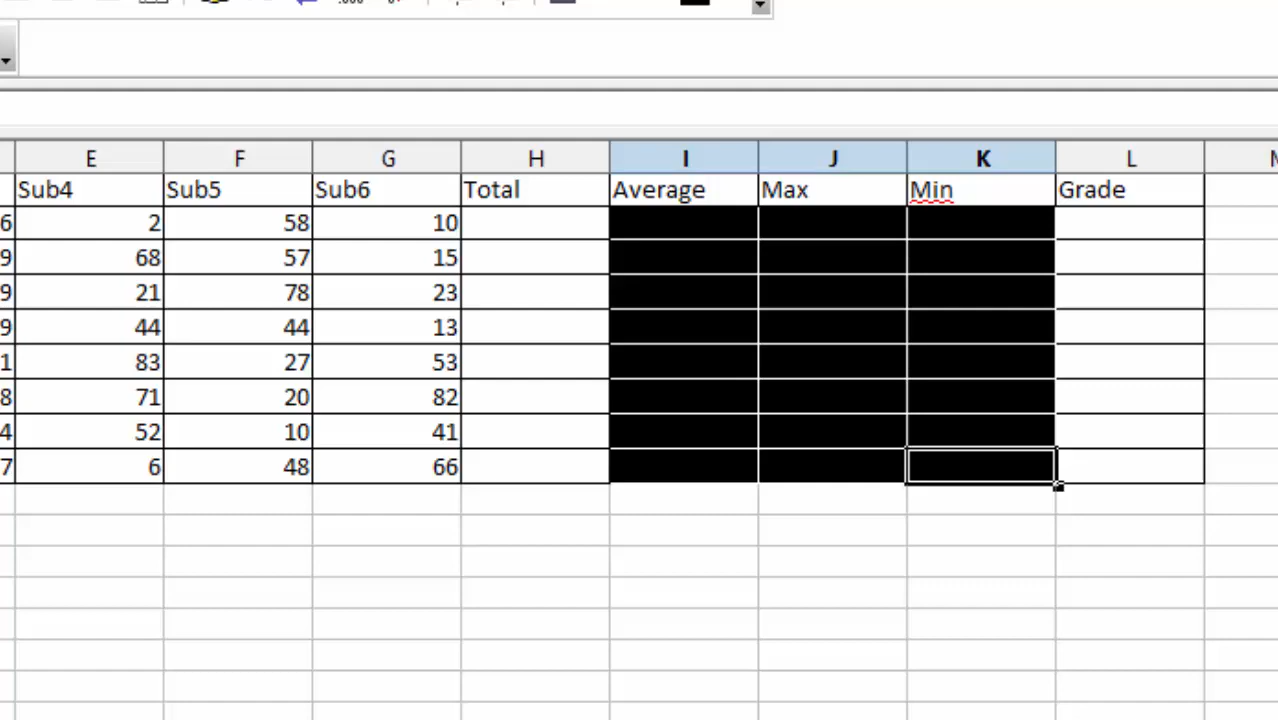 E F G H I J K L
Sub4 Sub5 Sub6 Total Average Max Min Grade
6 2 58 10
9 68 57 15
9 21 78 23
9 44 44 13
1 83 27 53
8 71 20 82
4 52 10 41
7 6 48 66